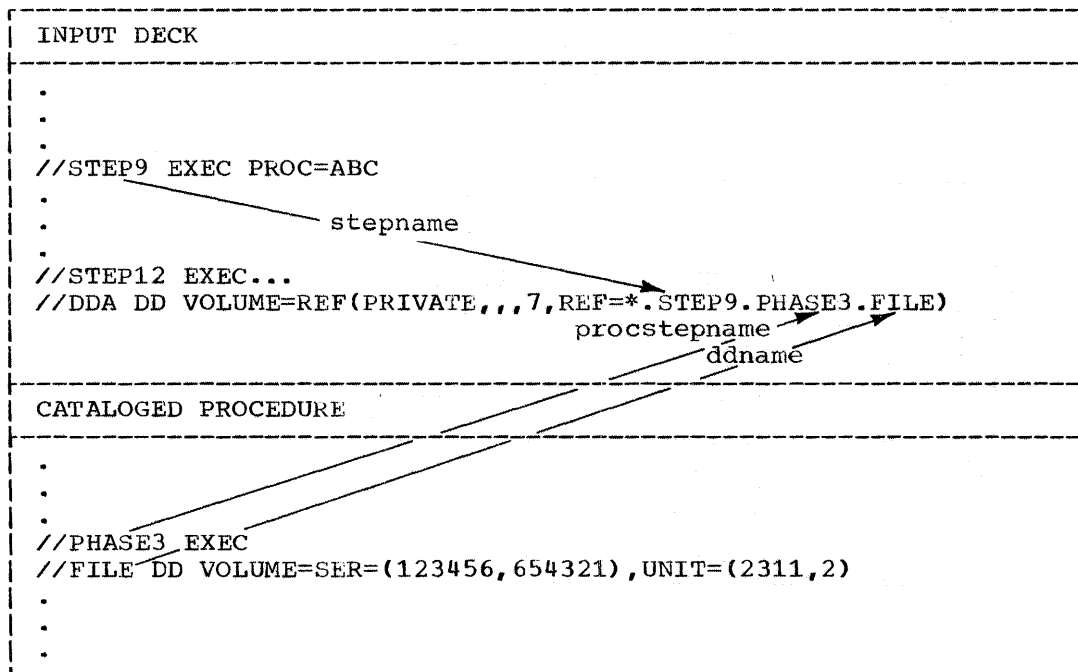 INPUT DECK
.
.
.
//STEP9 EXEC PROC=ABC
.
.
.
stepname
//STEP12 EXEC...
//DDA DD VOLUME=REF(PRIVATE,,,7,REF=*.STEP9.PHASE3.FILE)
procstepname
ddname
CATALOGED PROCEDURE
.
.
.
//PHASE3 EXEC
//FILE DD VOLUME=SER=(123456,654321),UNIT=(2311,2)
.
.
.